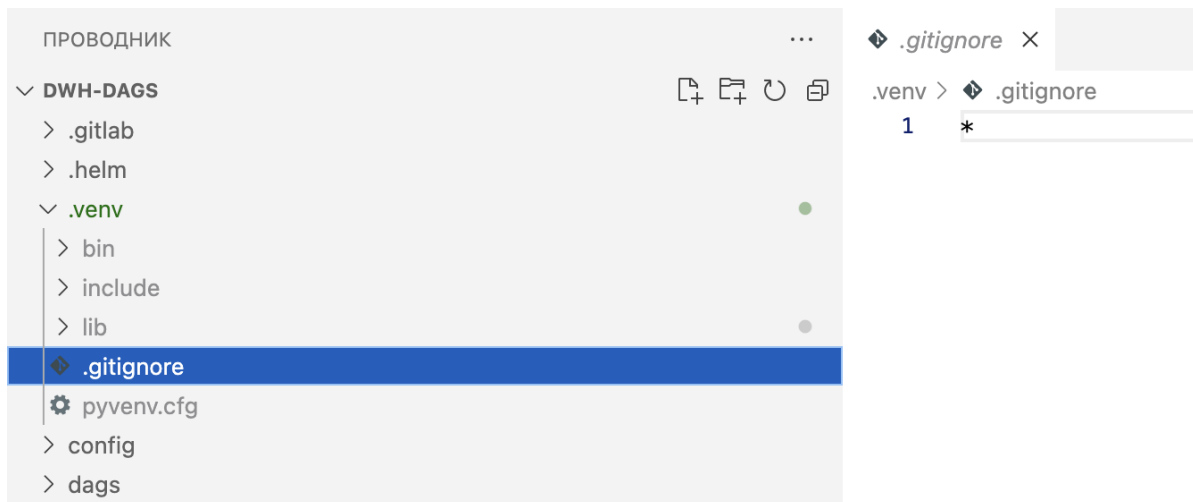 ПРОВОДНИК
DWH-DAGS
.gitlab
.helm
.venv
bin
include
lib
.gitignore
pyvenv.cfg
config
dags
.gitignore
.venv > .gitignore
1 *